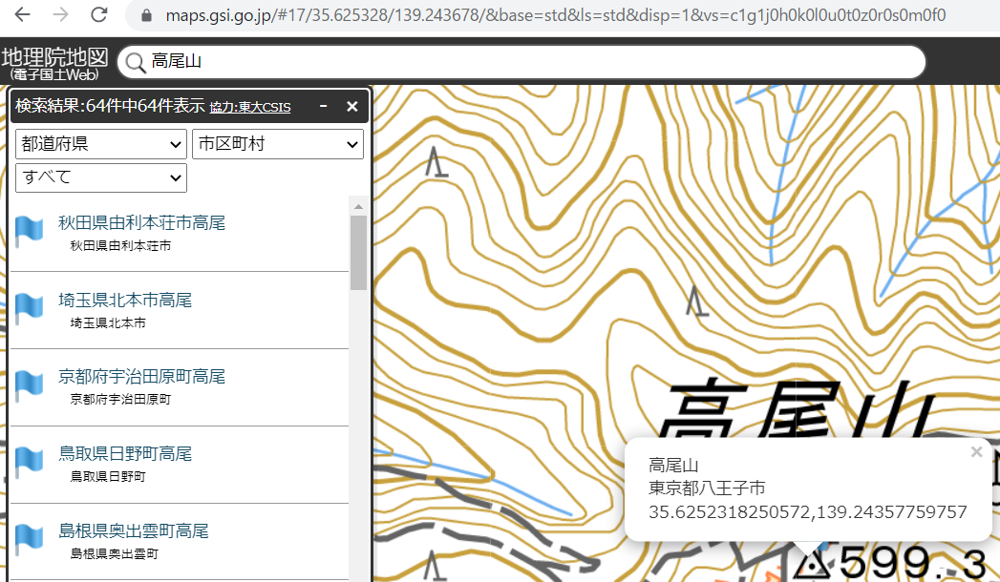 maps.gsi.go.jp/#17/35.625328/139.243678/&base=std&ls=std&disp=1&vs=c1g1j0h0k0l0u0t0z0r0s0m0f0
地理院地図
(電子国土Web)
高尾山
検索結果:64件中64件表示 協力:東大CSIS
都道府県
市区町村
すべて
秋田県由利本荘市高尾
秋田県由利本荘市
埼玉県北本市高尾
埼玉県北本市
京都府宇治田原町高尾
京都府宇治田原町
鳥取県日野町高尾
鳥取県日野町
島根県奥出雲町高尾
島根県奥出雲町
高尾山
高尾山
東京都八王子市
35.6252318250572,139.24357759757
599.3